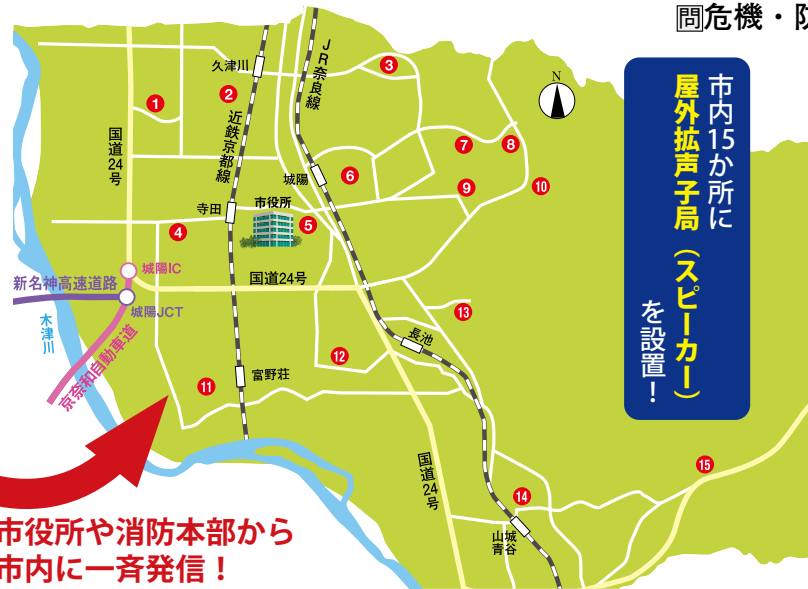 問危機・防
市内15か所に
屋外拡声子局（スピーカー）
を設置！
N
久津川
JR奈良線
近鉄京都線
国道24号
城陽
寺田
市役所
城陽IC
新名神高速道路
城陽JCT
国道24号
木津川
京奈和自動車道
長池
富野荘
国道24号
山城
青谷
1
2
3
4
5
6
7
8
9
10
11
12
13
14
15
市役所や消防本部から
市内に一斉発信！